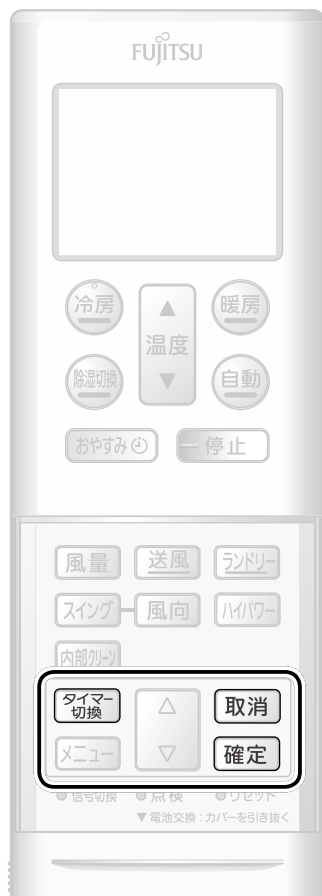 FUJITSU
冷房 ▲ 暖房
温度
除湿切換 ▼ 自動
おやすみ 停止
風量 送風 ランドリー
スイング 風向 ハイパワー
内部クリーン
タイマー
切換 △ 取消
メニュー ▽ 確定
信号切換 点検 リセット
▼電池交換:カバーを引き抜く